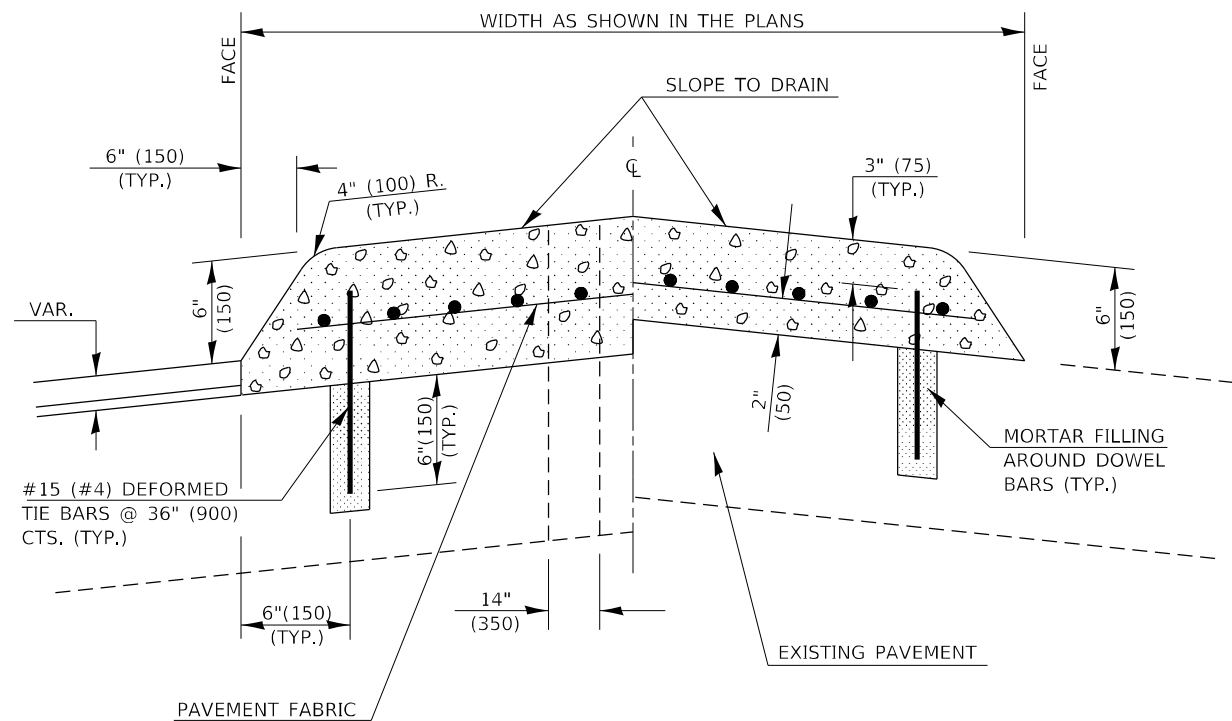 WIDTH AS SHOWN IN THE PLANS
FACE
FACE
SLOPE TO DRAIN
6" (150)
(TYP.)
4" (100) R.
(TYP.)
℄
3" (75)
(TYP.)
6"
(150)
VAR.
6"
(150)
2"
(50)
6"(150)
(TYP.)
MORTAR FILLING
AROUND DOWEL
BARS (TYP.)
#15 (#4) DEFORMED
TIE BARS @ 36" (900)
CTS. (TYP.)
6"(150)
(TYP.)
14"
(350)
EXISTING PAVEMENT
PAVEMENT FABRIC